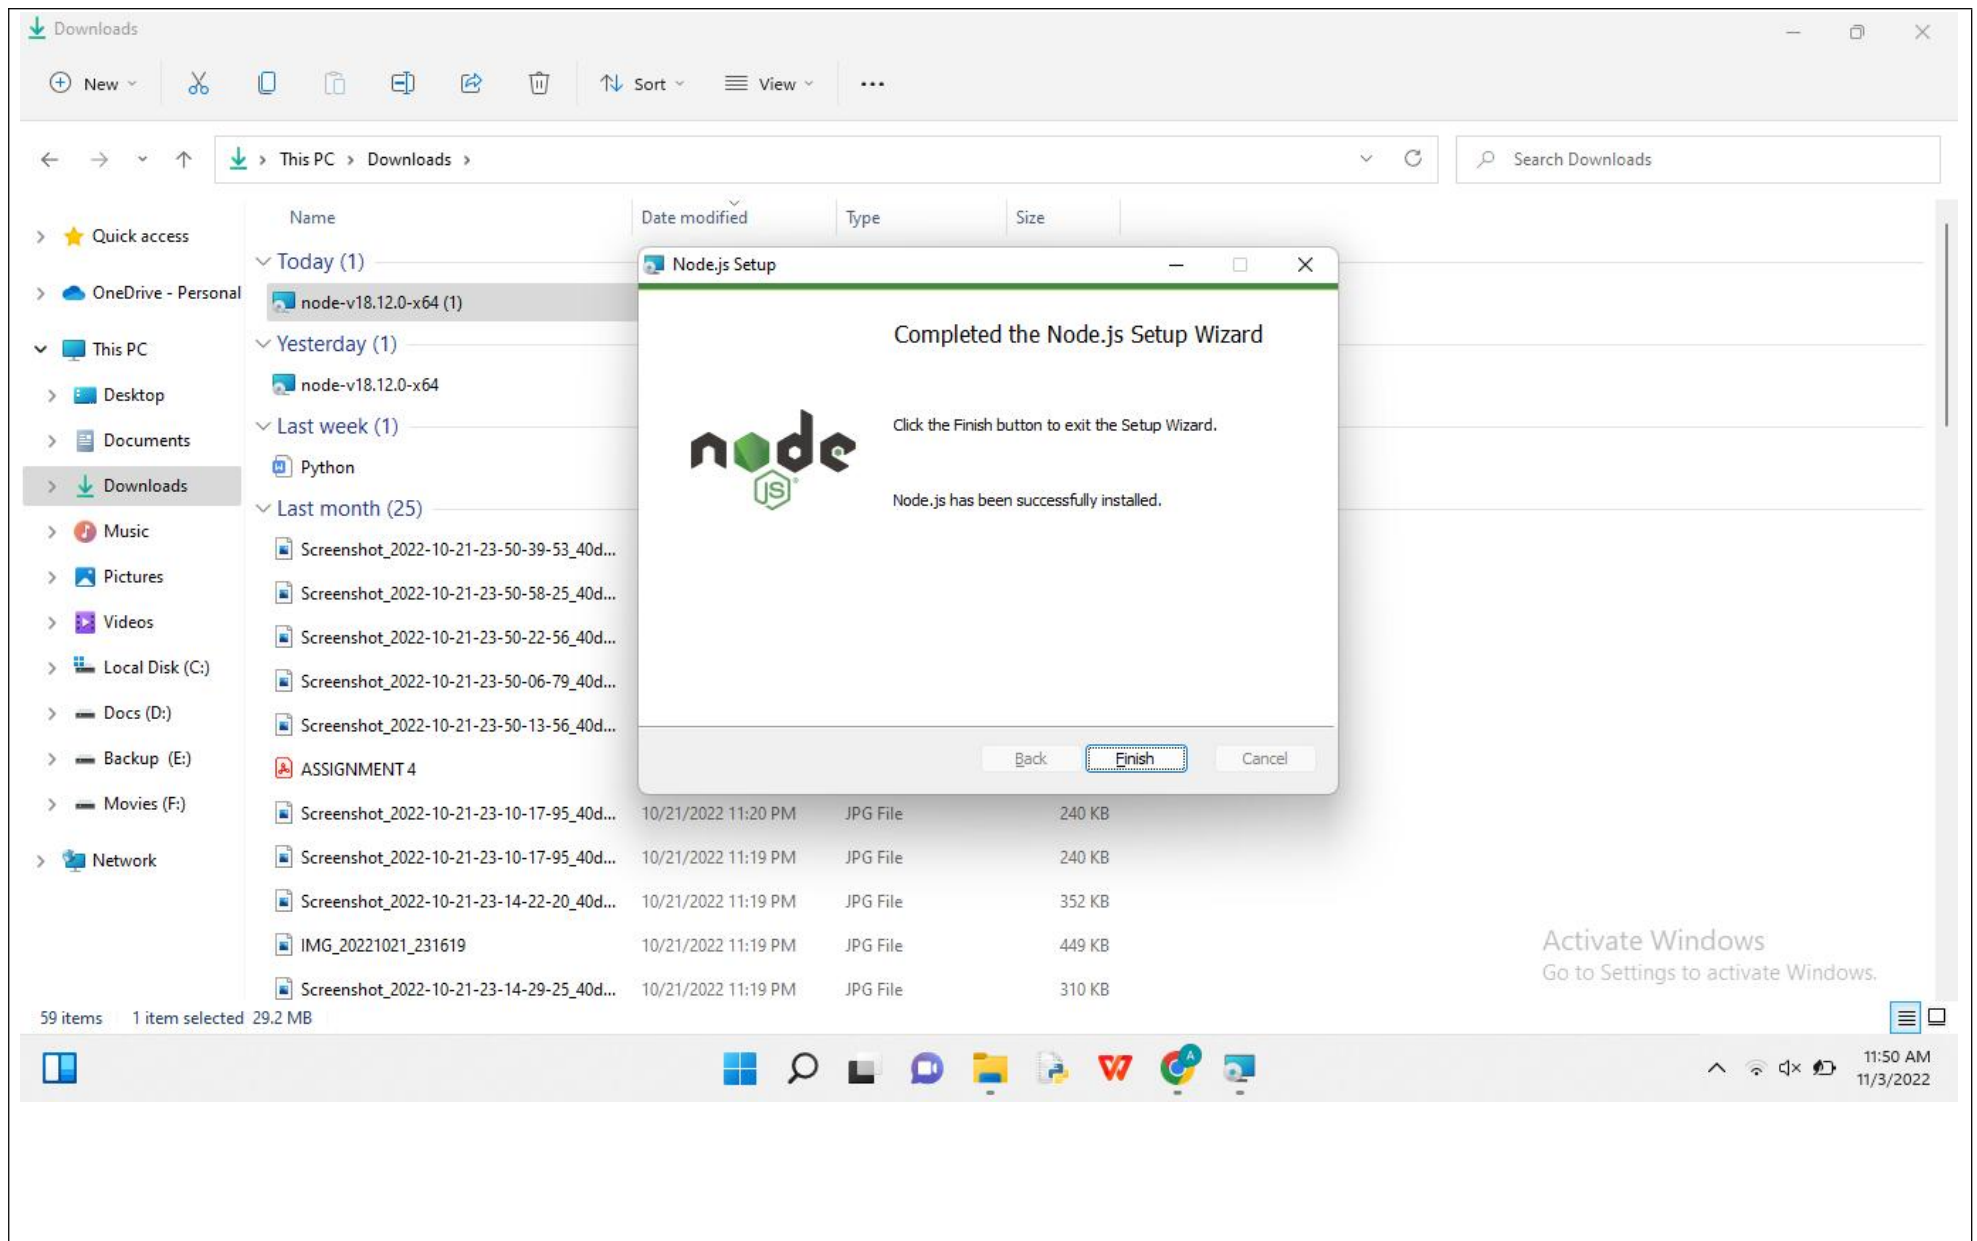 Downloads
New
Sort
View
This PC > Downloads >
Search Downloads
Name Date modified Type Size
Quick access
OneDrive - Personal
This PC
Desktop
Documents
Downloads
Music
Pictures
Videos
Local Disk (C:)
Docs (D:)
Backup (E:)
Movies (F:)
Network
Today (1)
node-v18.12.0-x64 (1)
Yesterday (1)
node-v18.12.0-x64
Last week (1)
Python
Last month (25)
Screenshot_2022-10-21-23-50-39-53_40d...
Screenshot_2022-10-21-23-50-58-25_40d...
Screenshot_2022-10-21-23-50-22-56_40d...
Screenshot_2022-10-21-23-50-06-79_40d...
Screenshot_2022-10-21-23-50-13-56_40d...
ASSIGNMENT 4
Screenshot_2022-10-21-23-10-17-95_40d... 10/21/2022 11:20 PM JPG File 240 KB
Screenshot_2022-10-21-23-10-17-95_40d... 10/21/2022 11:19 PM JPG File 240 KB
Screenshot_2022-10-21-23-14-22-20_40d... 10/21/2022 11:19 PM JPG File 352 KB
IMG_20221021_231619 10/21/2022 11:19 PM JPG File 449 KB
Screenshot_2022-10-21-23-14-29-25_40d... 10/21/2022 11:19 PM JPG File 310 KB
Node.js Setup
Completed the Node.js Setup Wizard
Click the Finish button to exit the Setup Wizard.
node
JS
Node.js has been successfully installed.
Back Finish Cancel
Activate Windows
Go to Settings to activate Windows.
59 items 1 item selected 29.2 MB
A
11:50 AM
11/3/2022